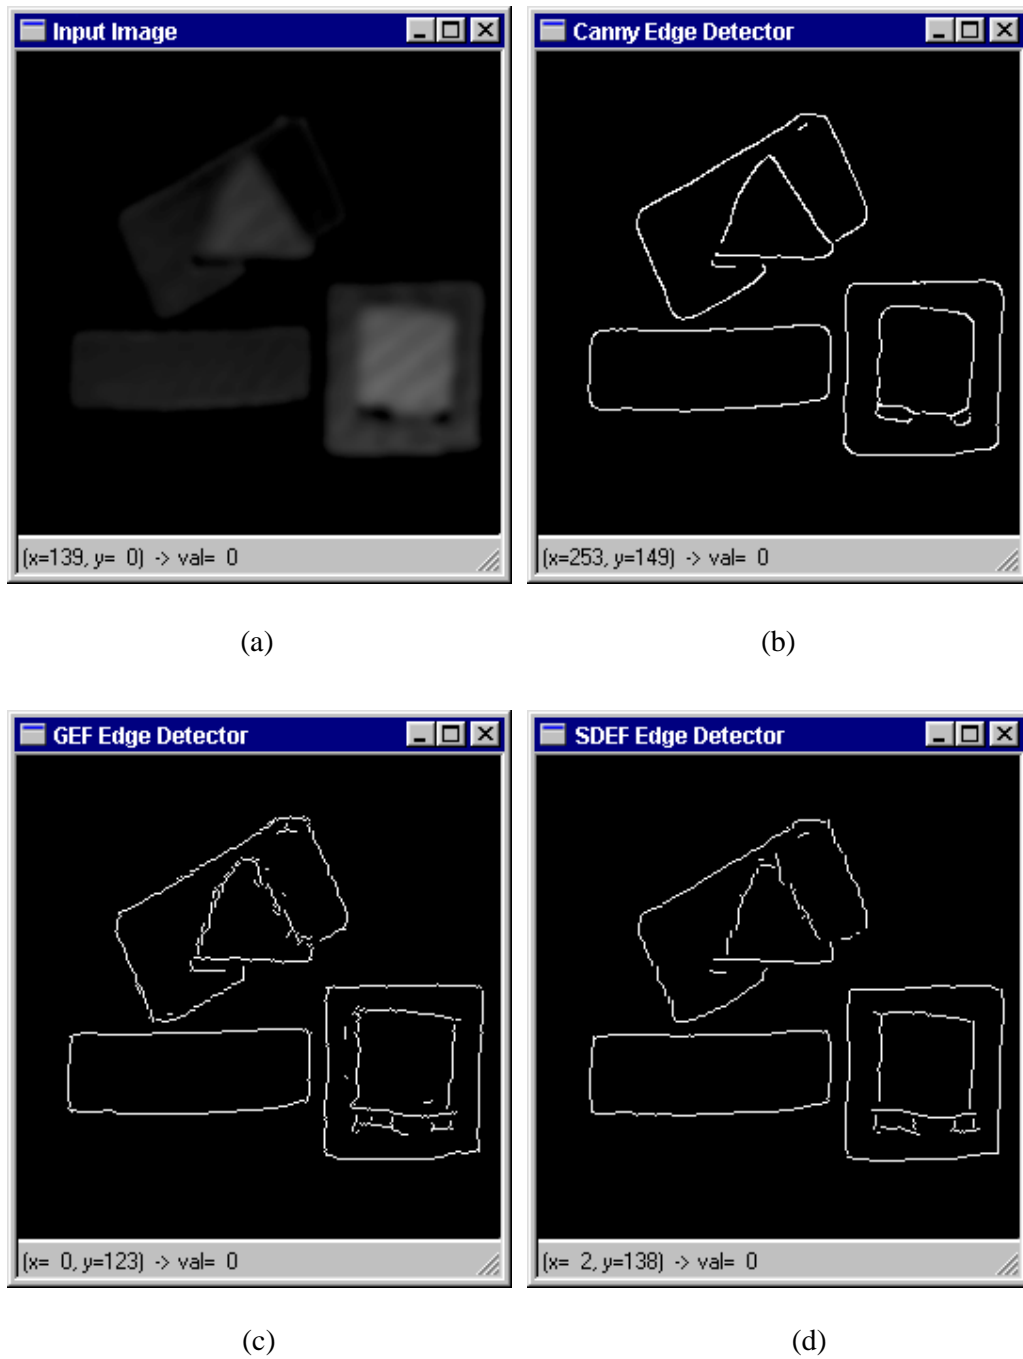 Input Image
Canny Edge Detector
(x=139, y= 0) -> val= 0
(x=253, y=149) -> val= 0
(a)
(b)
GEF Edge Detector
SDEF Edge Detector
(x= 0, y=123) -> val= 0
(x= 2, y=138) -> val= 0
(c)
(d)